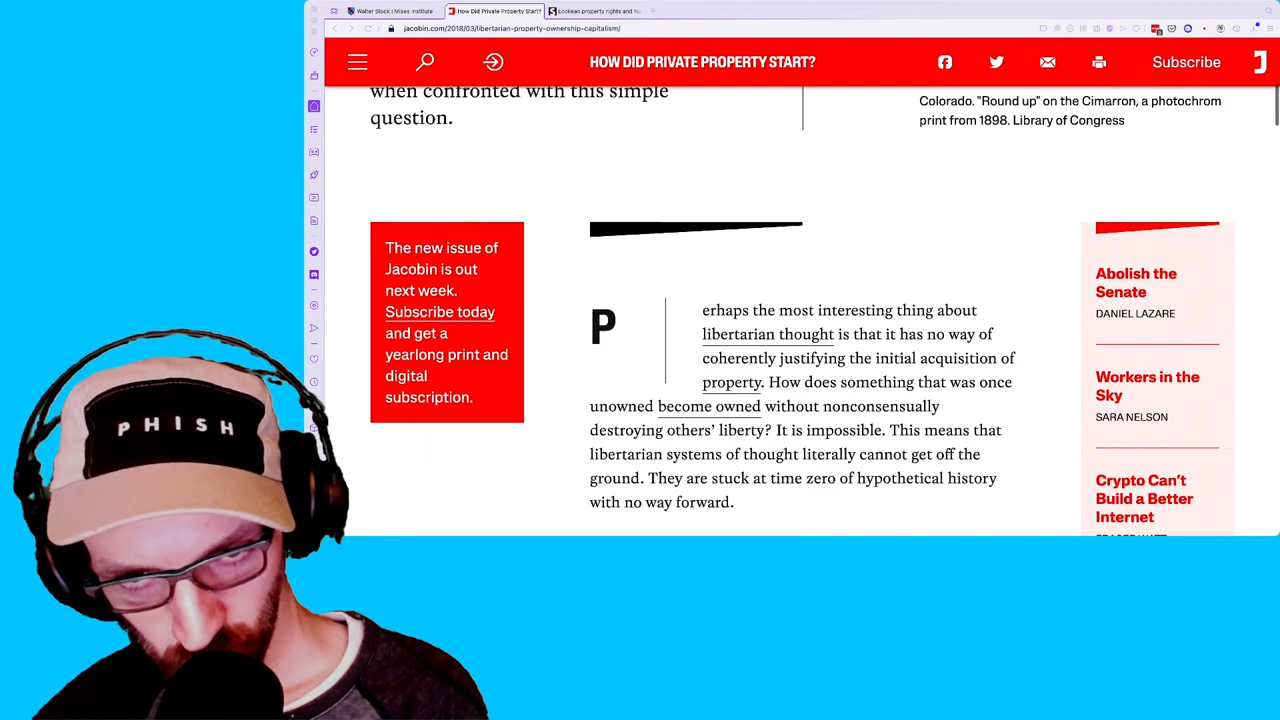 Walter Block | Mises Institute
How Did Private Property Start?
Lockean property rights and Na
jacobin.com/2018/03/libertarian-property-ownership-capitalism/
HOW DID PRIVATE PROPERTY START?
Subscribe
when confronted with this simple
question.
Colorado. "Round up" on the Cimarron, a photochrom
print from 1898. Library of Congress
The new issue of
Jacobin is out
next week.
Subscribe today
and get a
yearlong print and
digital
subscription.
Perhaps the most interesting thing about
libertarian thought is that it has no way of
coherently justifying the initial acquisition of
property. How does something that was once
unowned become owned without nonconsensually
destroying others' liberty? It is impossible. This means that
libertarian systems of thought literally cannot get off the
ground. They are stuck at time zero of hypothetical history
with no way forward.
Abolish the
Senate
DANIEL LAZARE
Workers in the
Sky
SARA NELSON
Crypto Can't
Build a Better
Internet
PHISH